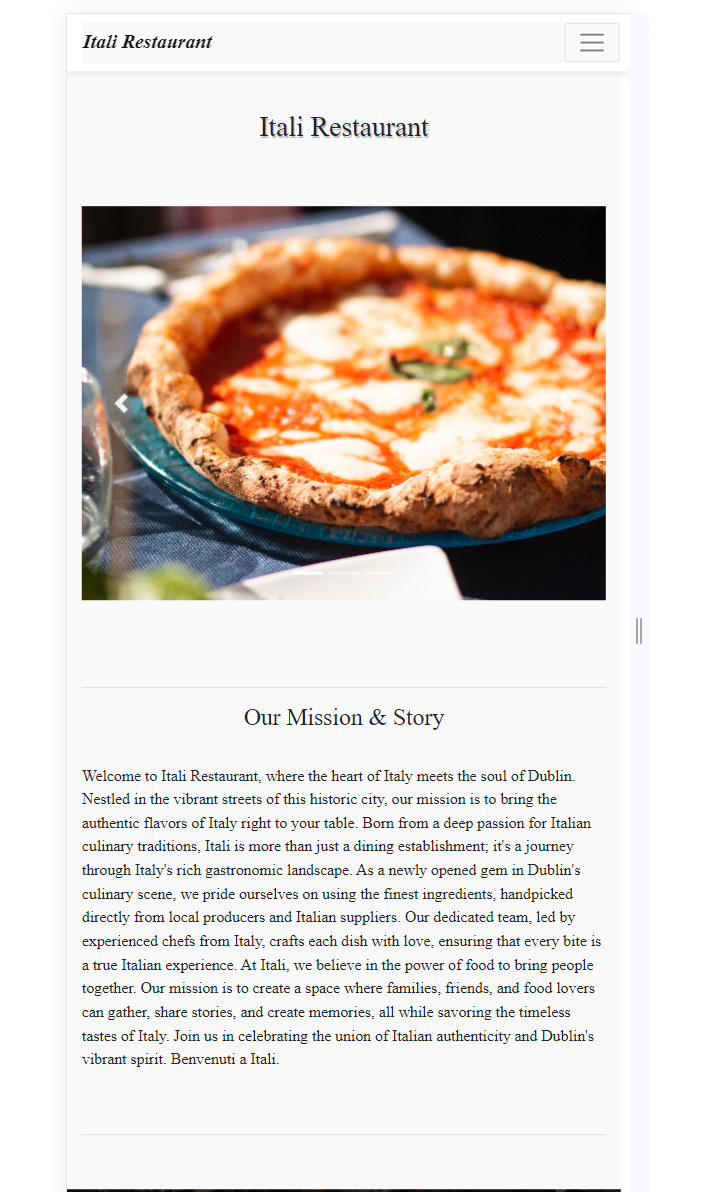 Itali Restaurant
Itali Restaurant
Our Mission & Story
Welcome to Itali Restaurant, where the heart of Italy meets the soul of Dublin.
Nestled in the vibrant streets of this historic city, our mission is to bring the
authentic flavors of Italy right to your table. Born from a deep passion for Italian
culinary traditions, Itali is more than just a dining establishment; it's a journey
through Italy's rich gastronomic landscape. As a newly opened gem in Dublin's
culinary scene, we pride ourselves on using the finest ingredients, handpicked
directly from local producers and Italian suppliers. Our dedicated team, led by
experienced chefs from Italy, crafts each dish with love, ensuring that every bite is
a true Italian experience. At Itali, we believe in the power of food to bring people
together. Our mission is to create a space where families, friends, and food lovers
can gather, share stories, and create memories, all while savoring the timeless
tastes of Italy. Join us in celebrating the union of Italian authenticity and Dublin's
vibrant spirit. Benvenuti a Itali.